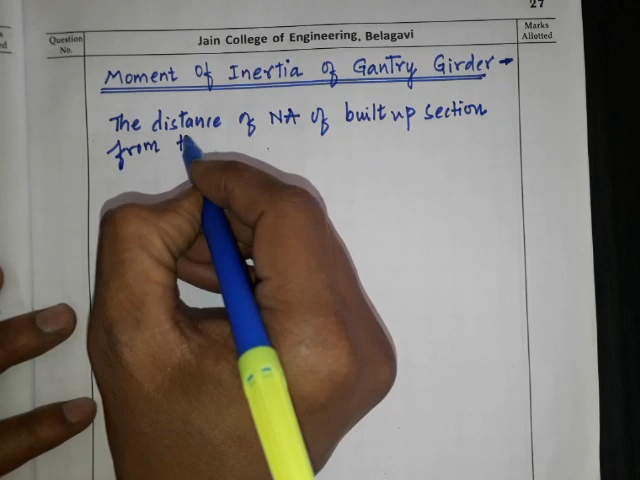 27
Question No.
Jain College of Engineering, Belagavi
Marks Allotted
Moment of Inertia of Gantry Girder →
The distance of NA of built up section
from t